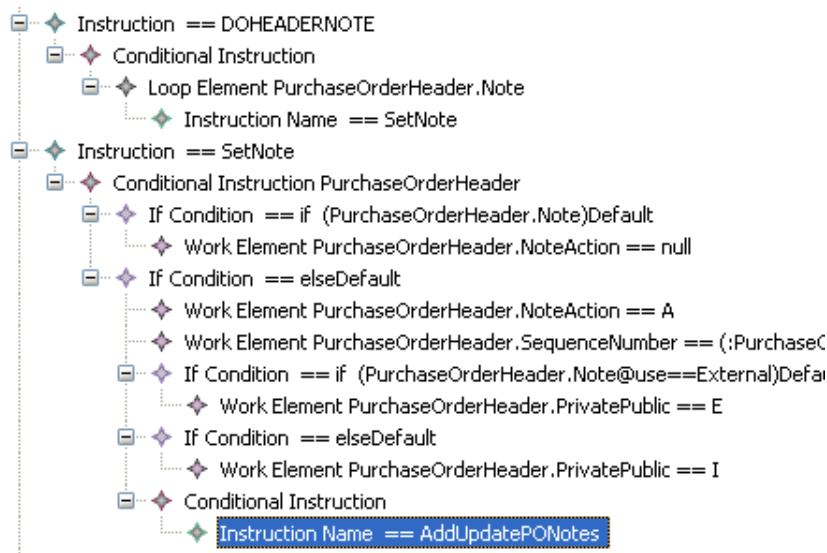 Instruction == DOHEADERNOTE
Conditional Instruction
Loop Element PurchaseOrderHeader.Note
Instruction Name == SetNote
Instruction == SetNote
Conditional Instruction PurchaseOrderHeader
If Condition == if (PurchaseOrderHeader.Note)Default
Work Element PurchaseOrderHeader.NoteAction == null
If Condition == elseDefault
Work Element PurchaseOrderHeader.NoteAction == A
Work Element PurchaseOrderHeader.SequenceNumber == (:PurchaseO
If Condition == if (PurchaseOrderHeader.Note@use==External)Defau
Work Element PurchaseOrderHeader.PrivatePublic == E
If Condition == elseDefault
Work Element PurchaseOrderHeader.PrivatePublic == I
Conditional Instruction
Instruction Name == AddUpdatePONotes